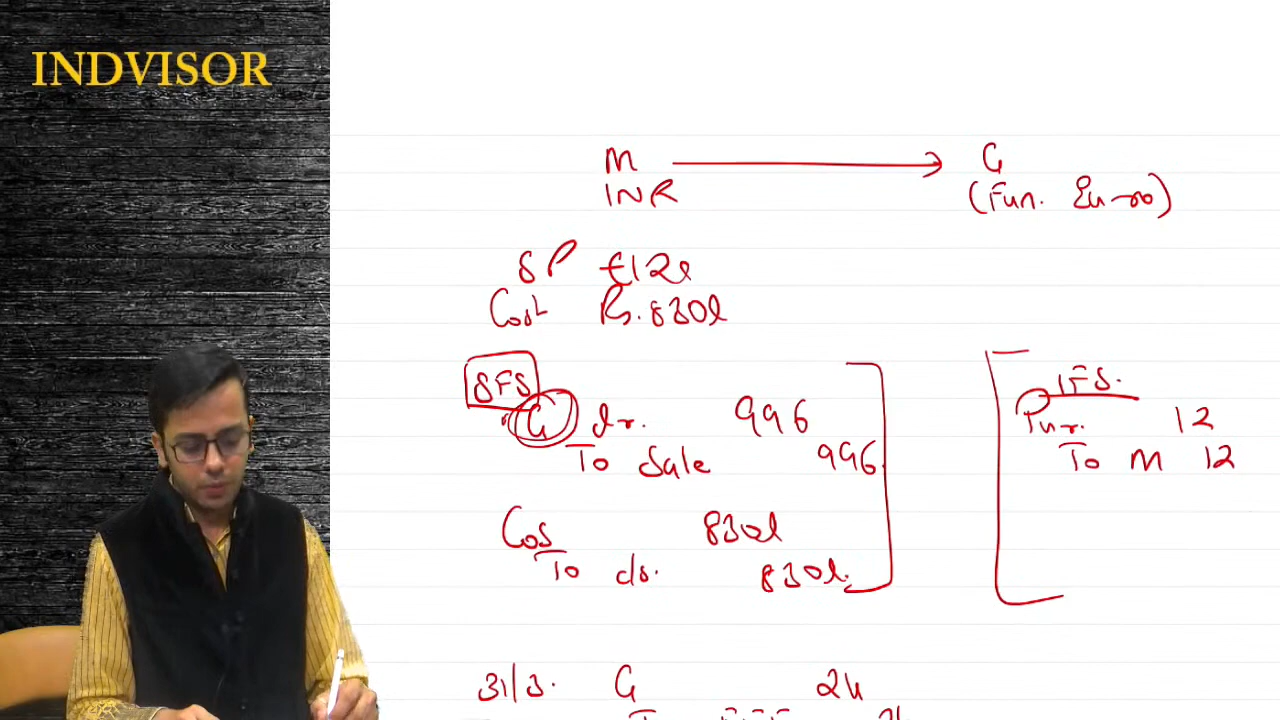 INDVISOR
M → G
INR (Fun. Euro)
SP €12l
Cost Rs. 830l
SFS
G dr. 996
To Sale 996
Cos 830l
To c/s. 830l.
IFS.
Pur. 12
To M 12
31/3. G 24
To